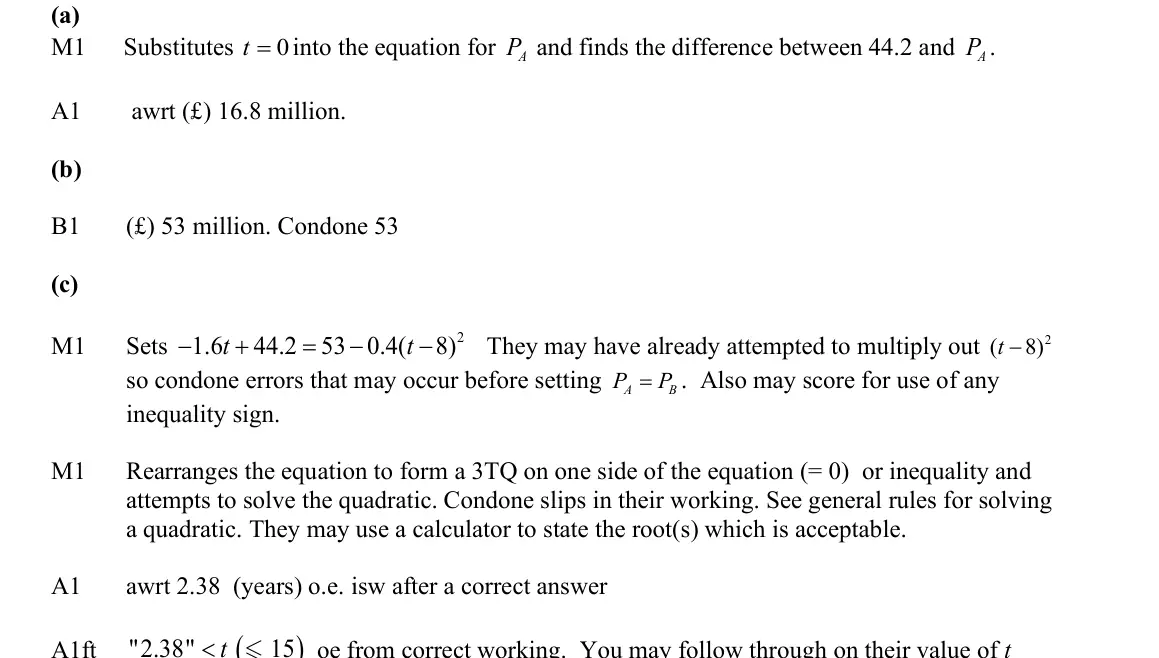 (a)
M1 Substitutes t = 0 into the equation for P_A and finds the difference between 44.2 and P_A.
A1 awrt (£) 16.8 million.
(b)
B1 (£) 53 million. Condone 53
(c)
M1 Sets −1.6t + 44.2 = 53 − 0.4(t − 8)² They may have already attempted to multiply out (t − 8)²
so condone errors that may occur before setting P_A = P_B. Also may score for use of any
inequality sign.
M1 Rearranges the equation to form a 3TQ on one side of the equation (= 0) or inequality and
attempts to solve the quadratic. Condone slips in their working. See general rules for solving
a quadratic. They may use a calculator to state the root(s) which is acceptable.
A1 awrt 2.38 (years) o.e. isw after a correct answer
A1ft "2.38" < t (⩽ 15) oe from correct working. You may follow through on their value of t